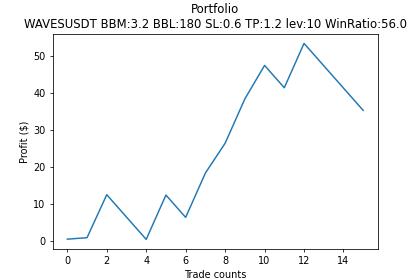 Portfolio
WAVESUSDT BBM:3.2 BBL:180 SL:0.6 TP:1.2 lev:10 WinRatio:56.0
Profit ($)
50
40
30
20
10
0
0 2 4 6 8 10 12 14
Trade counts